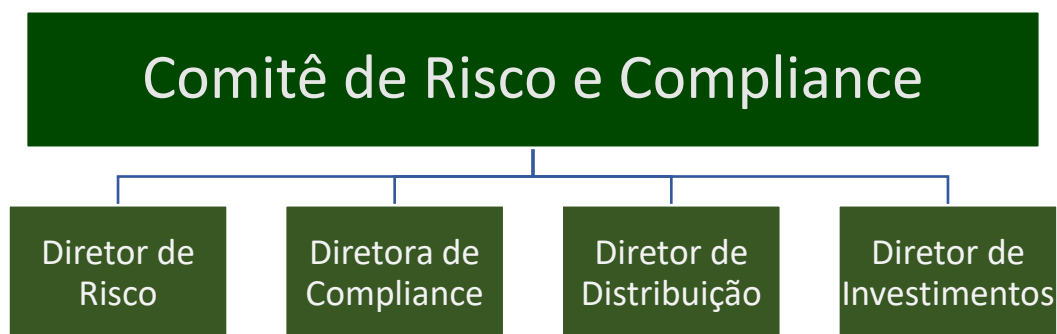 Comitê de Risco e Compliance
Diretor de
Risco
Diretora de
Compliance
Diretor de
Distribuição
Diretor de
Investimentos